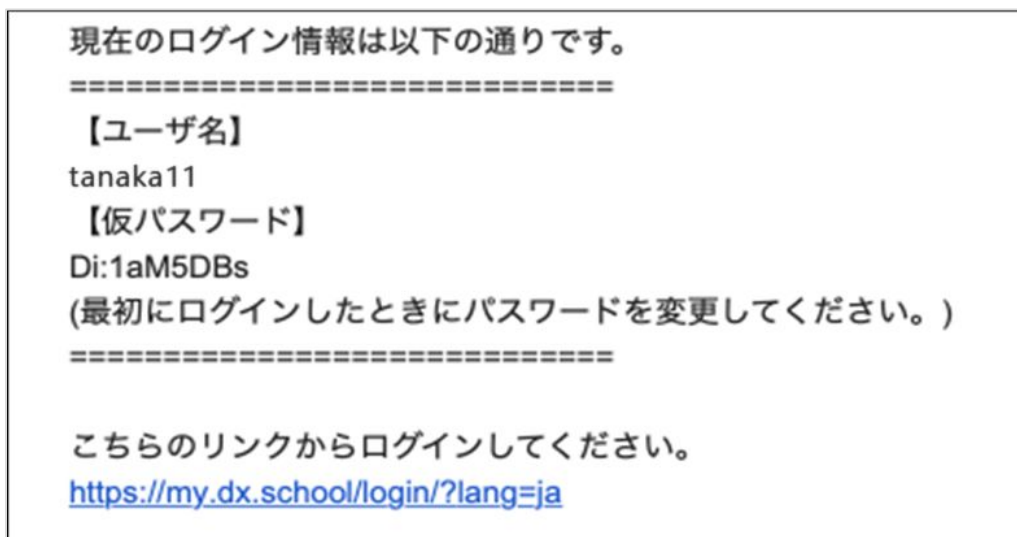 現在のログイン情報は以下の通りです。
=============================
【ユーザ名】
tanaka11
【仮パスワード】
Di:1aM5DBs
(最初にログインしたときにパスワードを変更してください。)
=============================
こちらのリンクからログインしてください。
https://my.dx.school/login/?lang=ja